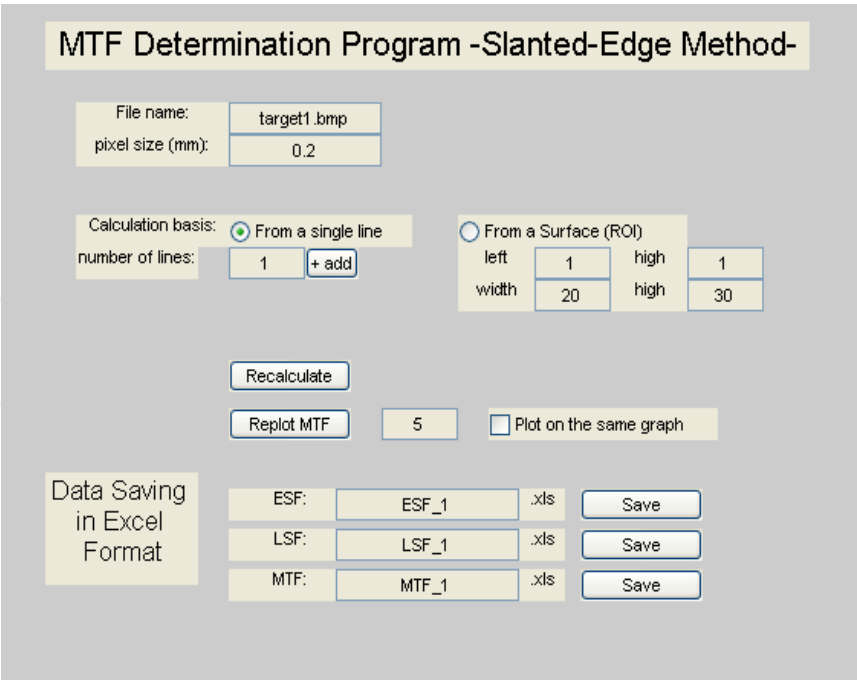 MTF Determination Program -Slanted-Edge Method-
File name: target1.bmp
pixel size (mm): 0.2
Calculation basis: From a single line From a Surface (ROI)
number of lines: 1 + add left 1 high 1
width 20 high 30
Recalculate
Replot MTF 5 Plot on the same graph
Data Saving
in Excel
Format
ESF: ESF_1 .xls Save
LSF: LSF_1 .xls Save
MTF: MTF_1 .xls Save